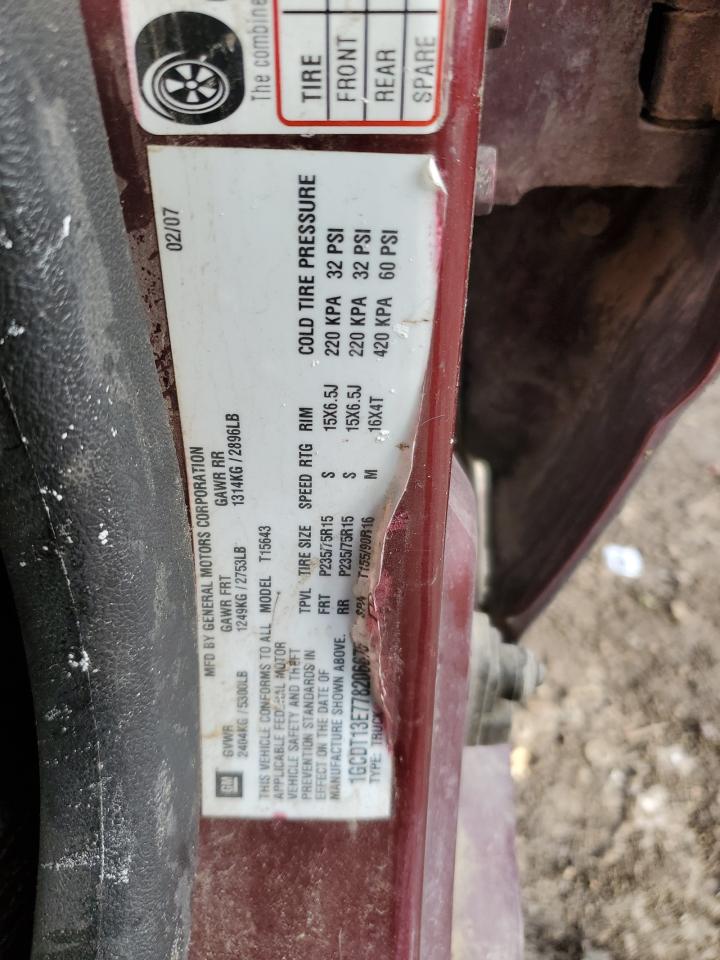 The combine
TIRE
FRONT
REAR
SPARE
02/07
MFD BY GENERAL MOTORS CORPORATION
GM
GVWR GAWR FRT GAWR RR
2404KG/5300LB 1249KG/2753LB 1314KG/2896LB
THIS VEHICLE CONFORMS TO ALL
APPLICABLE FEDERAL MOTOR
VEHICLE SAFETY AND THEFT
PREVENTION STANDARDS IN
EFFECT ON THE DATE OF
MANUFACTURE SHOWN ABOVE.
1GCDT13E778206
TYPE: TRUCK
MODEL T15643
TPVL TIRE SIZE SPEED RTG RIM COLD TIRE PRESSURE
FRT P235/75R15 S 15X6.5J 220 KPA 32 PSI
RR P235/75R15 S 15X6.5J 220 KPA 32 PSI
SPA T155/90R16 M 16X4T 420 KPA 60 PSI